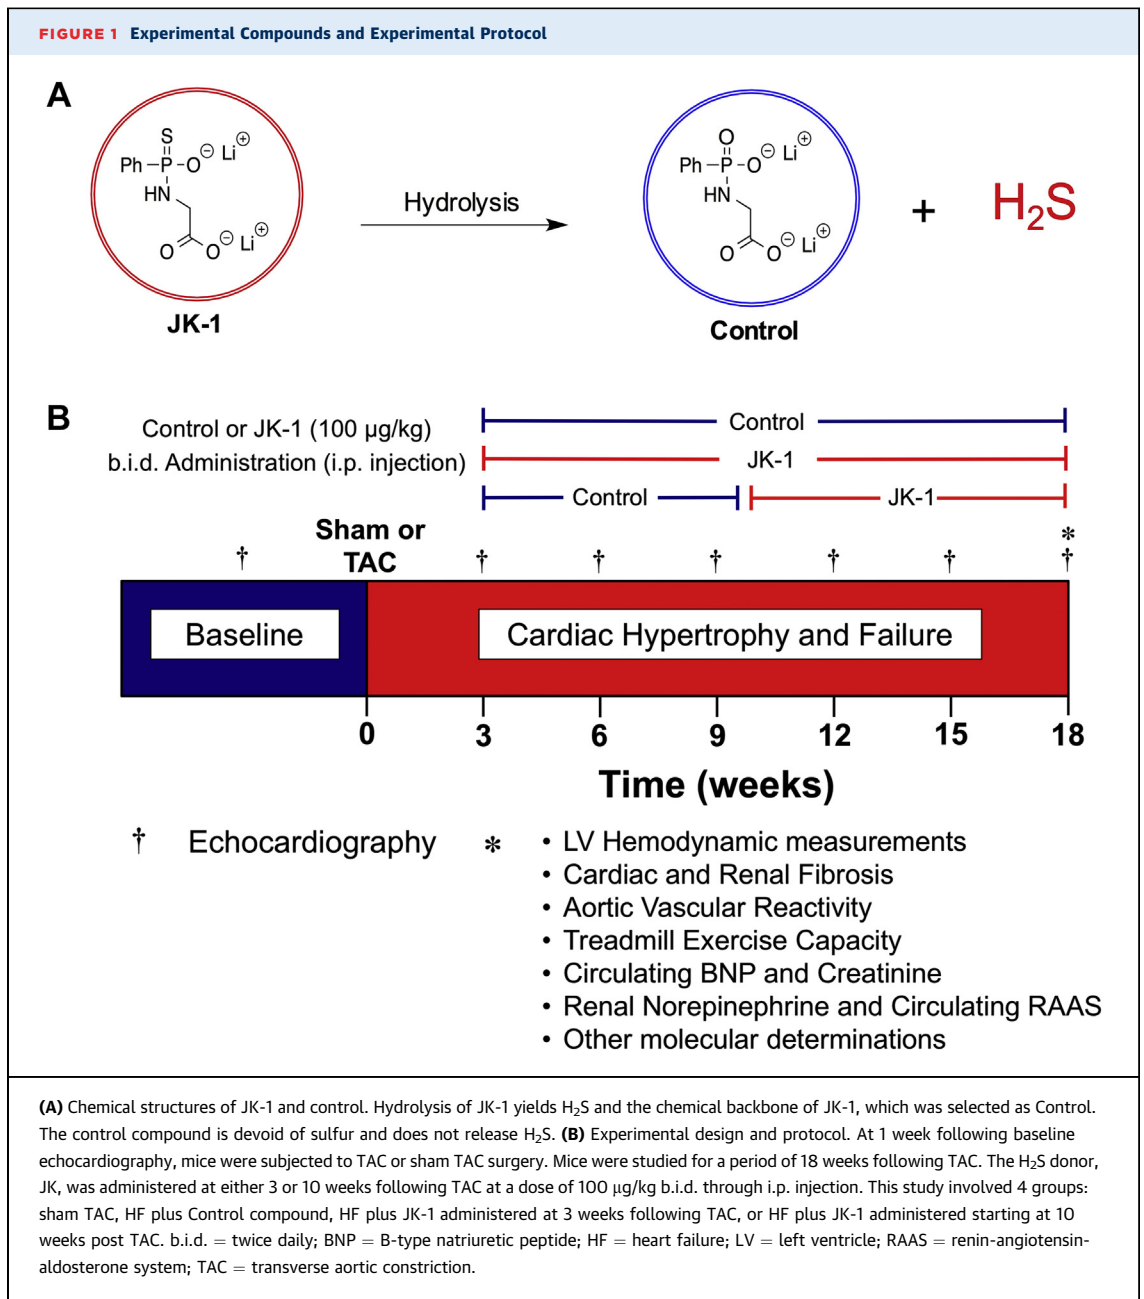 FIGURE 1 Experimental Compounds and Experimental Protocol
A
S
Ph–P–O⊖ Li⊕
HN
O O⊖ Li⊕
JK-1
Hydrolysis
O
Ph–P–O⊖ Li⊕
HN
O O⊖ Li⊕
Control
+
H₂S
B
Control or JK-1 (100 µg/kg)
b.i.d. Administration (i.p. injection)
Control
JK-1
Control JK-1
Sham or
TAC
*
† † † † † † †
Baseline
Cardiac Hypertrophy and Failure
0 3 6 9 12 15 18
Time (weeks)
† Echocardiography
* • LV Hemodynamic measurements
• Cardiac and Renal Fibrosis
• Aortic Vascular Reactivity
• Treadmill Exercise Capacity
• Circulating BNP and Creatinine
• Renal Norepinephrine and Circulating RAAS
• Other molecular determinations
(A) Chemical structures of JK-1 and control. Hydrolysis of JK-1 yields H₂S and the chemical backbone of JK-1, which was selected as Control.
The control compound is devoid of sulfur and does not release H₂S. (B) Experimental design and protocol. At 1 week following baseline
echocardiography, mice were subjected to TAC or sham TAC surgery. Mice were studied for a period of 18 weeks following TAC. The H₂S donor,
JK, was administered at either 3 or 10 weeks following TAC at a dose of 100 µg/kg b.i.d. through i.p. injection. This study involved 4 groups:
sham TAC, HF plus Control compound, HF plus JK-1 administered at 3 weeks following TAC, or HF plus JK-1 administered starting at 10
weeks post TAC. b.i.d. = twice daily; BNP = B-type natriuretic peptide; HF = heart failure; LV = left ventricle; RAAS = renin-angiotensin-
aldosterone system; TAC = transverse aortic constriction.